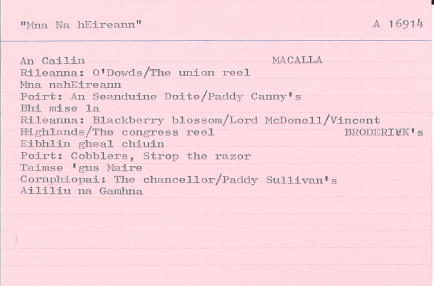 "Mna Na hEireann" A 16914
An Cailin MACALLA
Rileanna: O'Dowds/The union reel
Mna nahEireann
Poirt: An Seanduine Doite/Paddy Canny's
Bhi mise la
Rileanna: Blackberry blossom/Lord McDonell/Vincent
Highlands/The congress reel BRODERICK's
Eibhlin gheal chiuin
Poirt: Cobblers, Strop the razor
Taimse 'gus Maire
Cornphiopai: The chancellor/Paddy Sullivan's
Aililiu na Gamhna